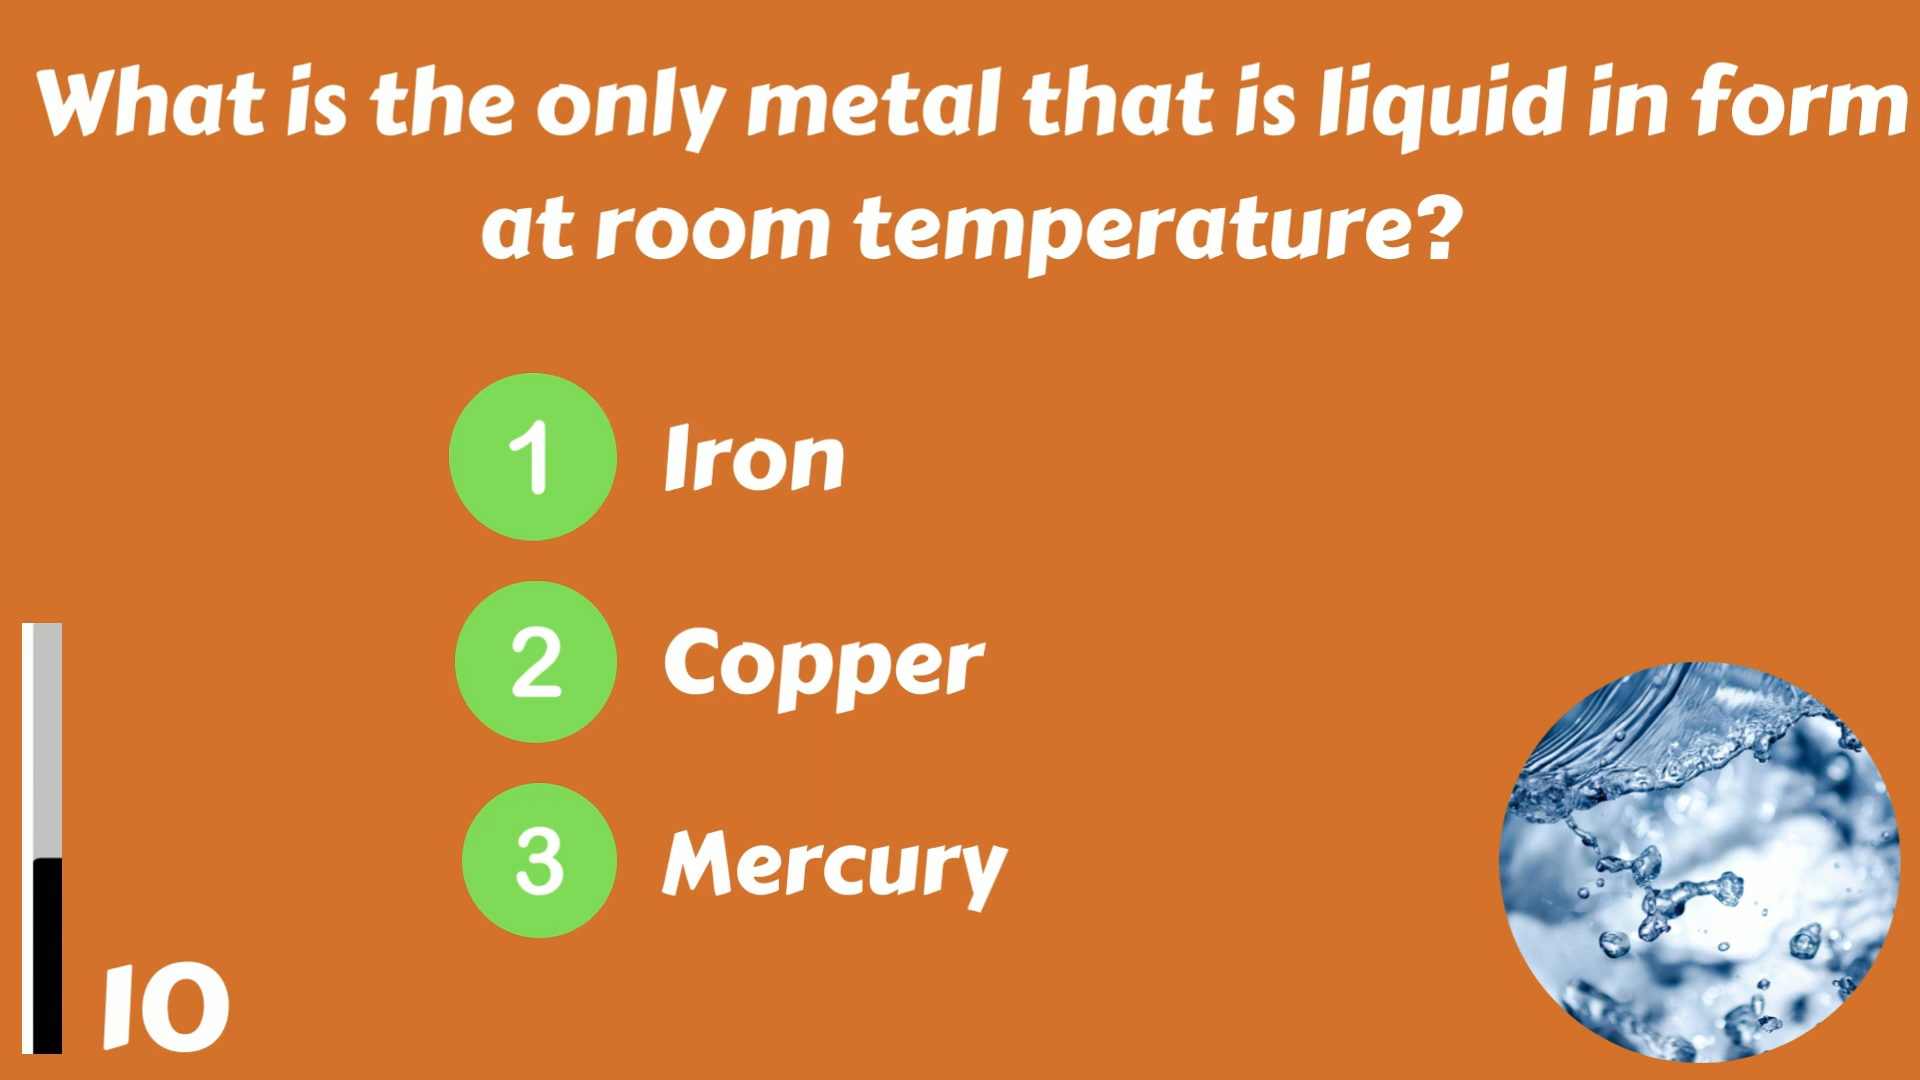 What is the only metal that is liquid in form
at room temperature?
1 Iron
2 Copper
3 Mercury
10